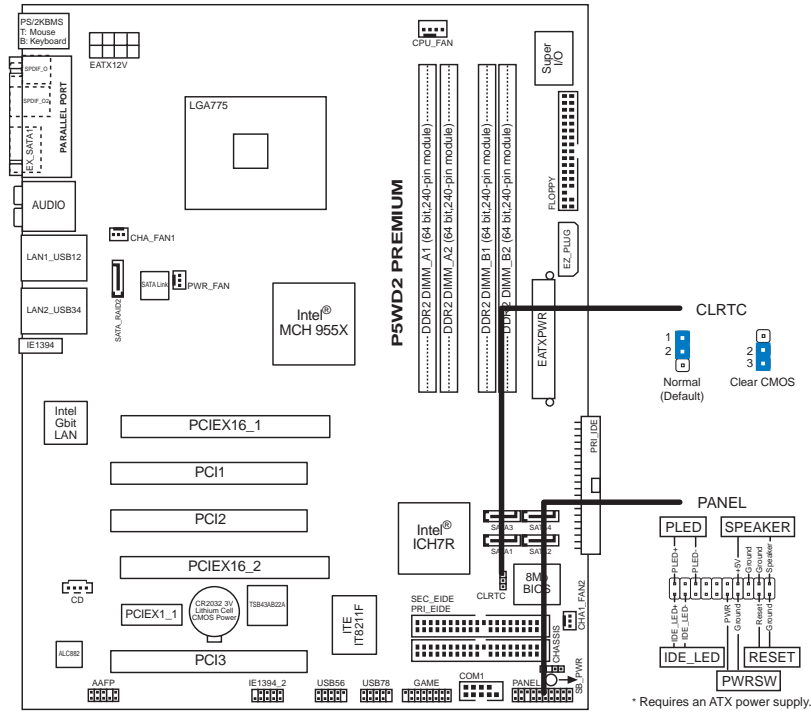 PS/2KBMS
T: Mouse
B: Keyboard
EATX12V
CPU_FAN
Super
I/O
SPDIF_O
SPDIF_O2
EX_SATA1
PARALLEL PORT
LGA775
AUDIO
CHA_FAN1
LAN1_USB12
SATA_RAID2
SATA Link
PWR_FAN
LAN2_USB34
IE1394
Intel®
MCH 955X
P5WD2 PREMIUM
DDR2 DIMM_A1 (64 bit,240-pin module)
DDR2 DIMM_A2 (64 bit,240-pin module)
DDR2 DIMM_B1 (64 bit,240-pin module)
DDR2 DIMM_B2 (64 bit,240-pin module)
FLOPPY
EZ_PLUG
EATXPWR
CLRTC
1
2
2
3
Normal
(Default)
Clear CMOS
Intel
Gbit
LAN
PCIEX16_1
PCI1
PCI2
PCIEX16_2
PRI_IDE
Intel®
ICH7R
SATA3
SATA4
SATA1
SATA2
CLRTC
8Mb
BIOS
CHA1_FAN2
PANEL
PLED
SPEAKER
PLED+
PLED-
+5V
Ground
Ground
Speaker
IDE_LED+
IDE_LED-
PWR
Ground
Reset
Ground
IDE_LED
RESET
PWRSW
* Requires an ATX power supply.
CD
PCIEX1_1
CR2032 3V
Lithium Cell
CMOS Power
TSB43AB22A
ITE
IT8211F
SEC_EIDE
PRI_EIDE
CHASSIS
SB_PWR
ALC882
PCI3
AAFP
IE1394_2
USB56
USB78
GAME
COM1
PANEL